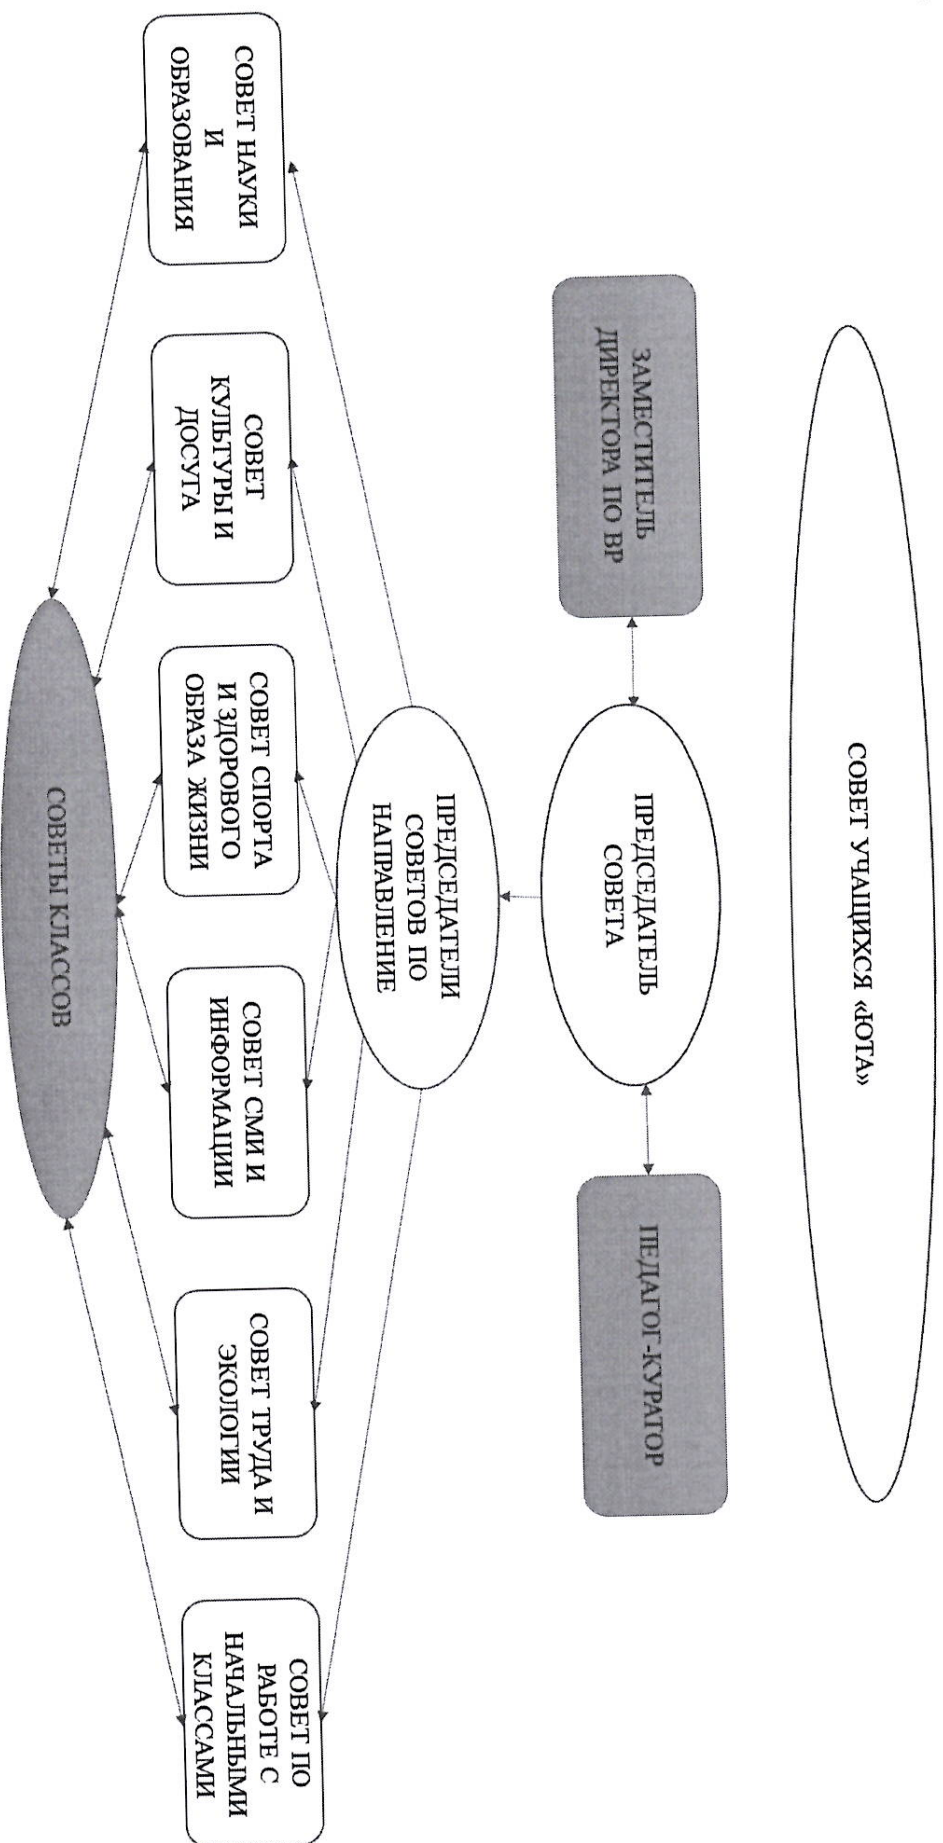 СОВЕТ УЧАЩИХСЯ «ЮТА»
ЗАМЕСТИТЕЛЬ
ДИРЕКТОРА ПО ВР
ПРЕДСЕДАТЕЛЬ
СОВЕТА
ПЕДАГОГ-КУРАТОР
ПРЕДСЕДАТЕЛИ
СОВЕТОВ ПО
НАПРАВЛЕНИЕ
СОВЕТ НАУКИ
И
ОБРАЗОВАНИЯ
СОВЕТ
КУЛЬТУРЫ И
ДОСУГА
СОВЕТ СПОРТА
И ЗДОРОВОГО
ОБРАЗА ЖИЗНИ
СОВЕТ СМИ И
ИНФОРМАЦИИ
СОВЕТ ТРУДА И
ЭКОЛОГИИ
СОВЕТ ПО
РАБОТЕ С
НАЧАЛЬНЫМИ
КЛАССАМИ
СОВЕТЫ КЛАССОВ